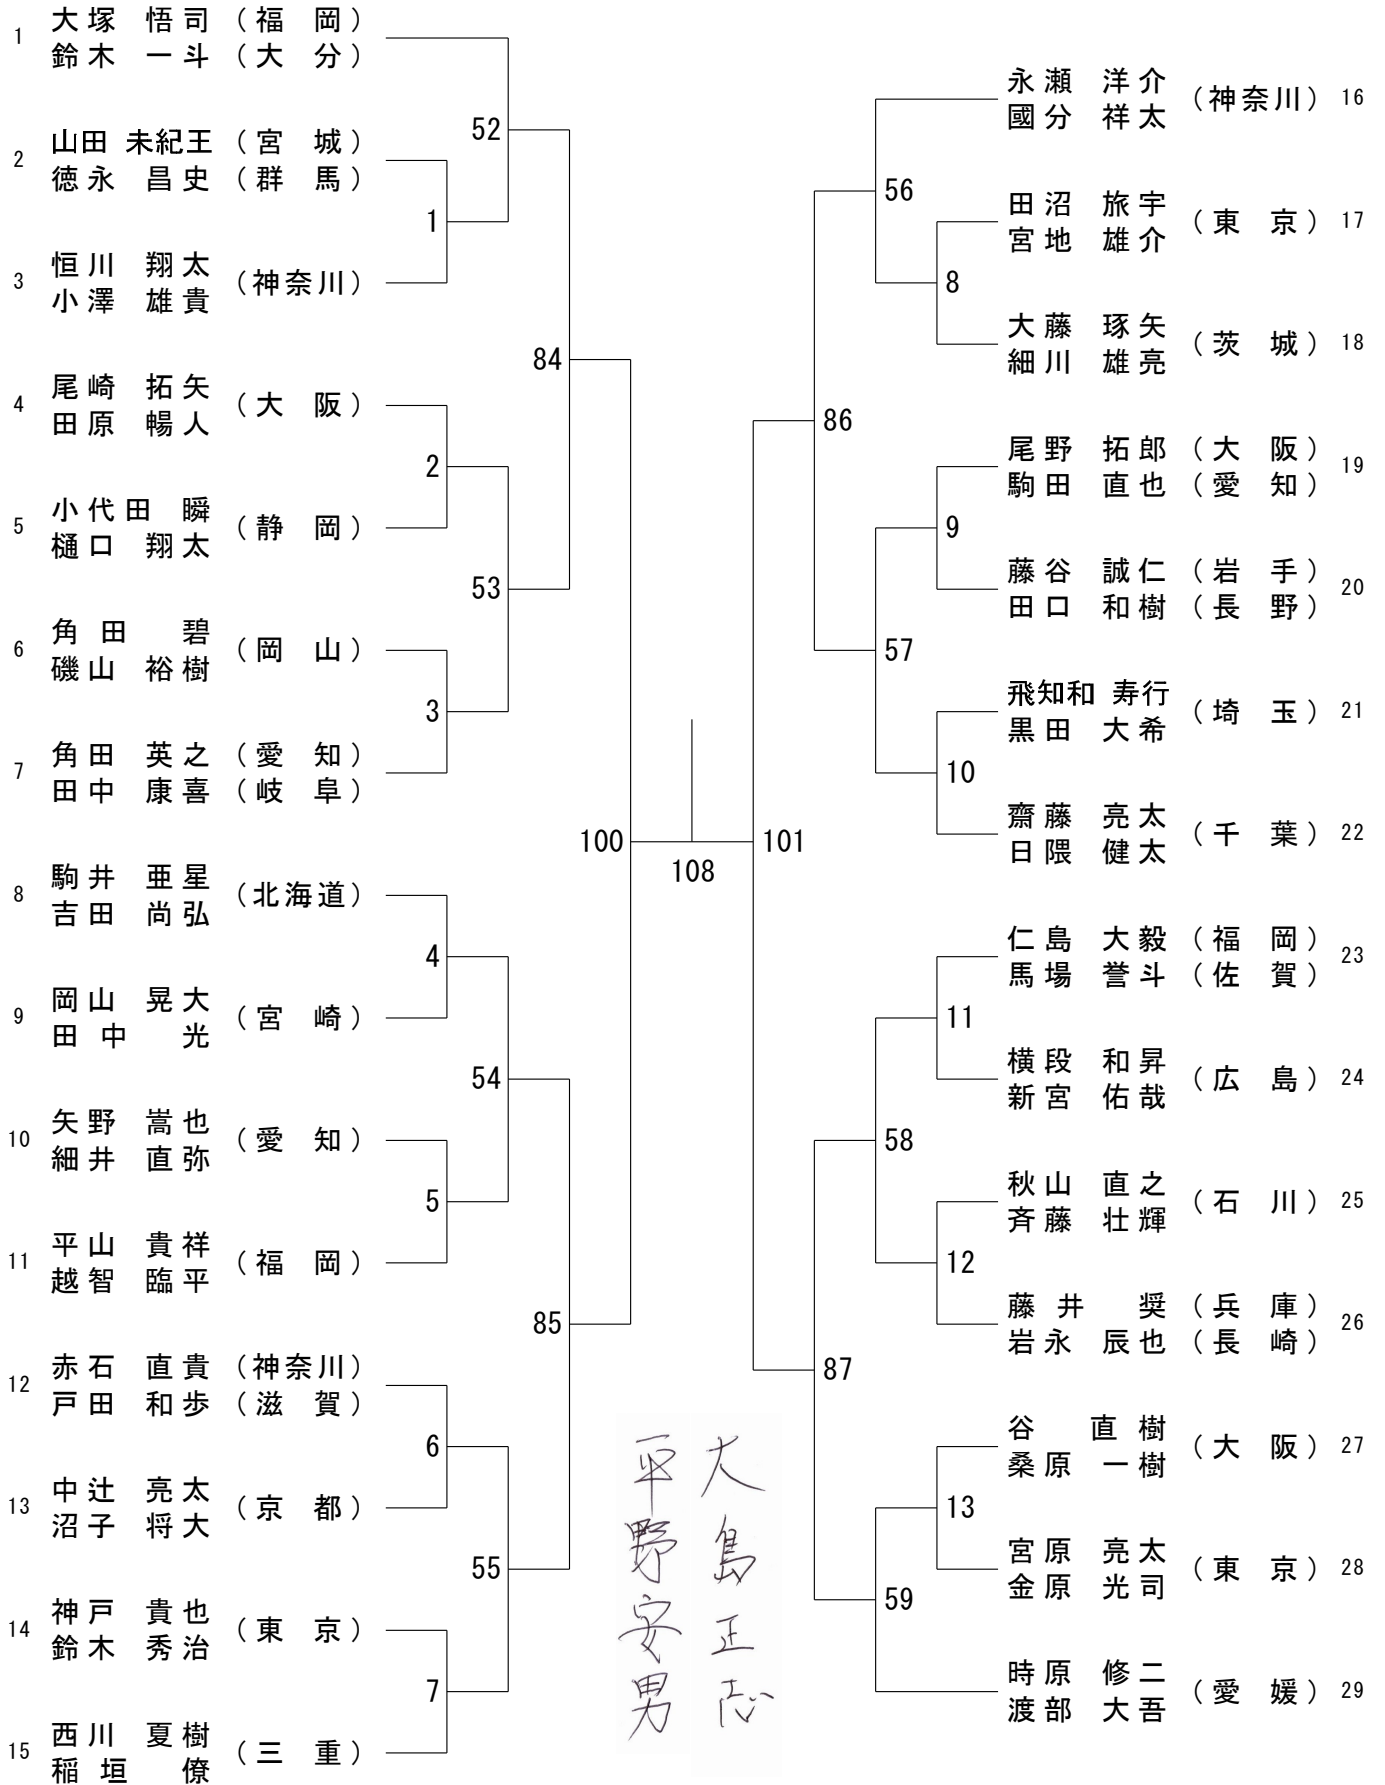 1 大塚 悟司 (福 岡)
鈴木 一斗 (大 分)
2 山田 未紀王 (宮 城)
徳永 昌史 (群 馬)
3 恒川 翔太 (神奈川)
小澤 雄貴
4 尾崎 拓矢 (大 阪)
田原 暢人
5 小代田 瞬 (静 岡)
樋口 翔太
6 角田 碧 (岡 山)
磯山 裕樹
7 角田 英之 (愛 知)
田中 康喜 (岐 阜)
8 駒井 亜星 (北海道)
吉田 尚弘
9 岡山 晃大 (宮 崎)
田中 光
10 矢野 嵩也 (愛 知)
細井 直弥
11 平山 貴祥 (福 岡)
越智 臨平
12 赤石 直貴 (神奈川)
戸田 和歩 (滋 賀)
13 中辻 亮太 (京 都)
沼子 将大
14 神戸 貴也 (東 京)
鈴木 秀治
15 西川 夏樹 (三 重)
稲垣 僚
52
1
84
2
53
3
100
4
54
5
85
6
55
7
108
101
56
8
86
9
57
10
11
58
12
87
13
59
永瀬 洋介 (神奈川) 16
國分 祥太
田沼 旅宇 (東 京) 17
宮地 雄介
大藤 琢矢 (茨 城) 18
細川 雄亮
尾野 拓郎 (大 阪) 19
駒田 直也 (愛 知)
藤谷 誠仁 (岩 手) 20
田口 和樹 (長 野)
飛知和 寿行 (埼 玉) 21
黒田 大希
齋藤 亮太 (千 葉) 22
日隈 健太
仁島 大毅 (福 岡) 23
馬場 誉斗 (佐 賀)
横段 和昇 (広 島) 24
新宮 佑哉
秋山 直之 (石 川) 25
斉藤 壮輝
藤井 奨 (兵 庫) 26
岩永 辰也 (長 崎)
谷 直樹 (大 阪) 27
桑原 一樹
宮原 亮太 (東 京) 28
金原 光司
時原 修二 (愛 媛) 29
渡部 大吾
大島正志
平野安男